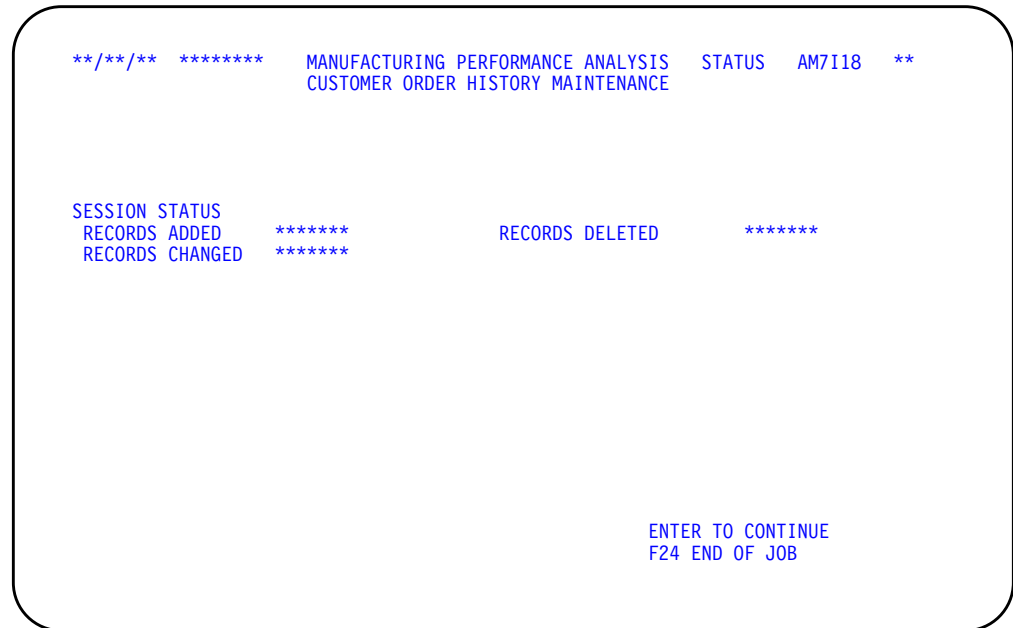 **/**/** ******** MANUFACTURING PERFORMANCE ANALYSIS STATUS AM7I18 **
CUSTOMER ORDER HISTORY MAINTENANCE
SESSION STATUS
RECORDS ADDED ******* RECORDS DELETED *******
RECORDS CHANGED *******
ENTER TO CONTINUE
F24 END OF JOB